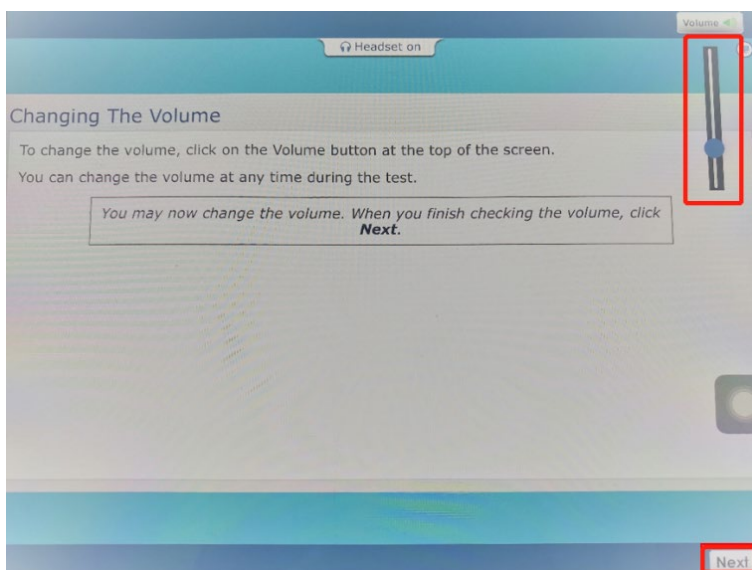 Volume
Headset on
Changing The Volume
To change the volume, click on the Volume button at the top of the screen.
You can change the volume at any time during the test.
You may now change the volume. When you finish checking the volume, click
Next.
Next